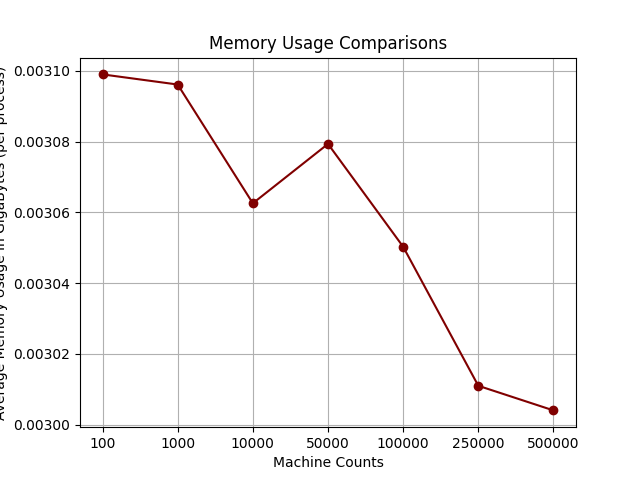 Memory Usage Comparisons
Average Memory Usage in GigaBytes (per process)
0.00310
0.00308
0.00306
0.00304
0.00302
0.00300
100 1000 10000 50000 100000 250000 500000
Machine Counts